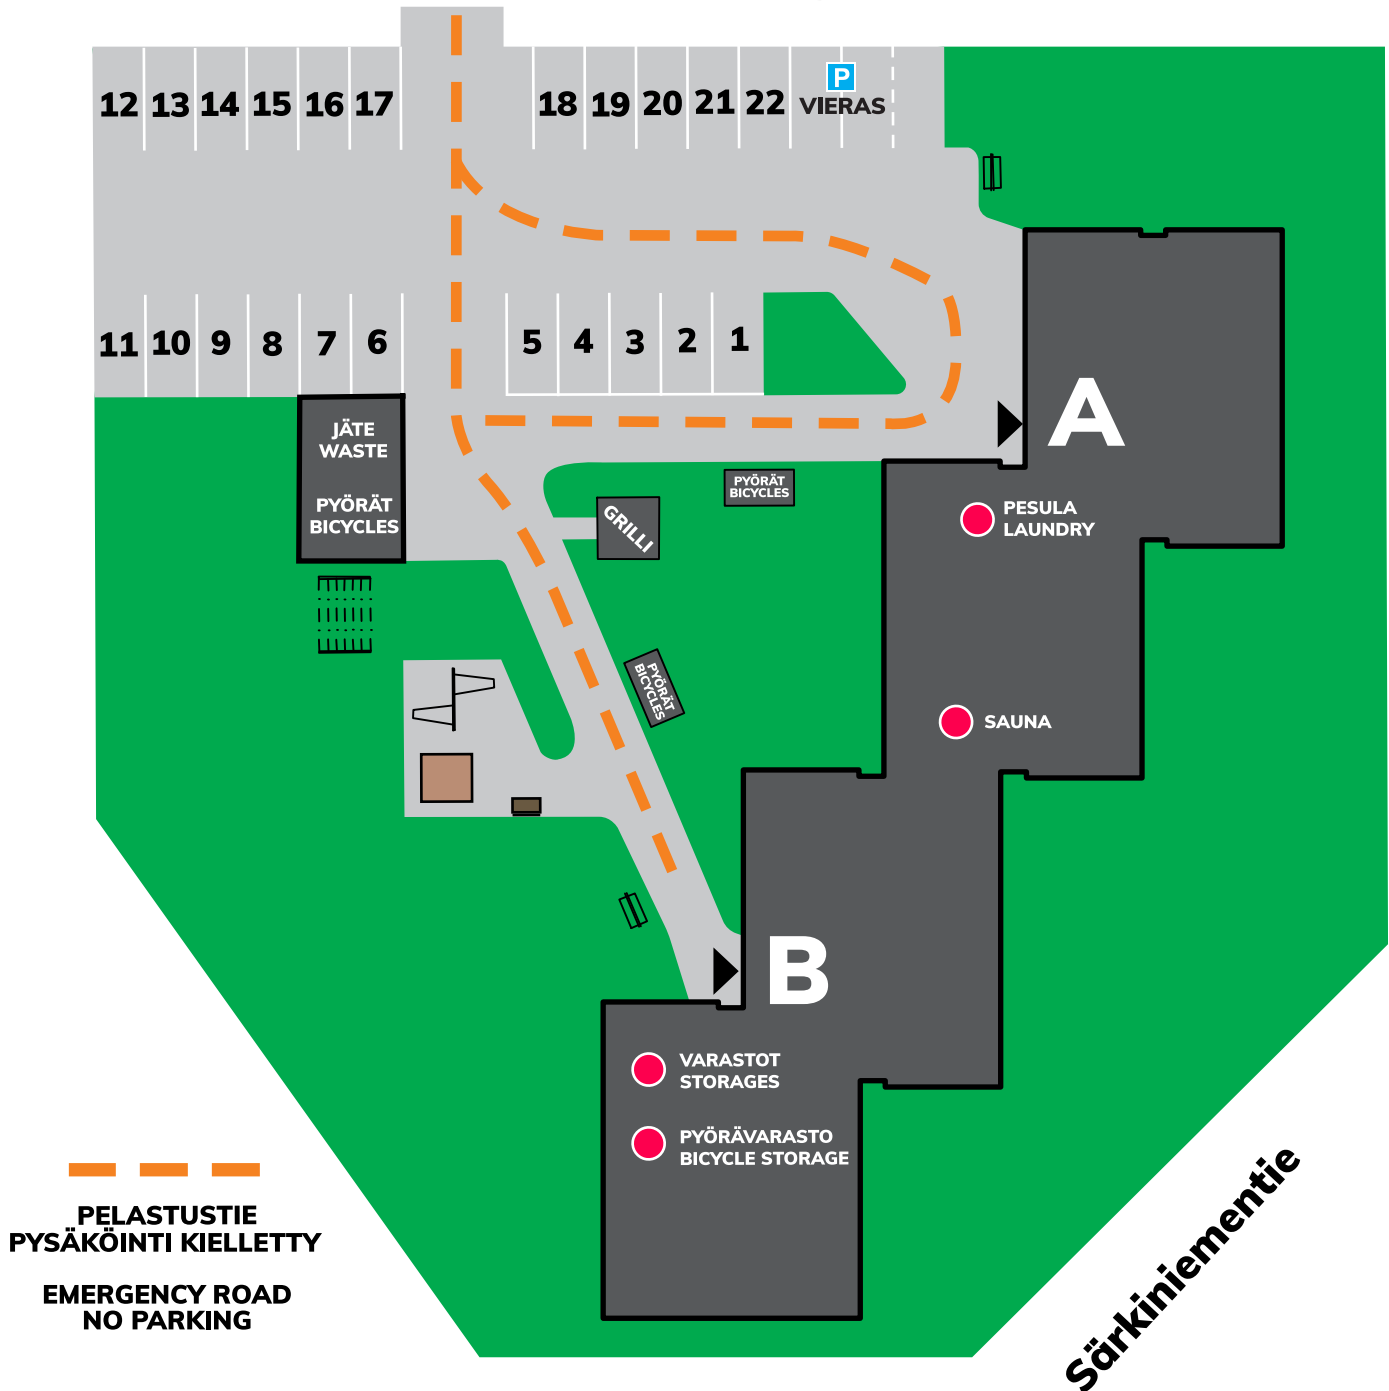 12 13 14 15 16 17 18 19 20 21 22
P
VIERAS
11 10 9 8 7 6 5 4 3 2 1
JÄTE
WASTE
PYÖRÄT
BICYCLES
GRILLI
PYÖRÄT
BICYCLES
A
PESULA
LAUNDRY
PYÖRÄT
BICYCLES
SAUNA
B
VARASTOT
STORAGES
PYÖRÄVARASTO
BICYCLE STORAGE
PELASTUSTIE
PYSÄKÖINTI KIELLETTY
EMERGENCY ROAD
NO PARKING
Särkiniementie